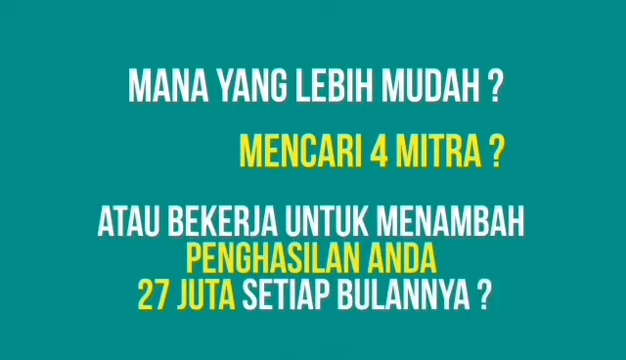 MANA YANG LEBIH MUDAH ?
MENCARI 4 MITRA ?
ATAU BEKERJA UNTUK MENAMBAH
PENGHASILAN ANDA
27 JUTA SETIAP BULANNYA ?